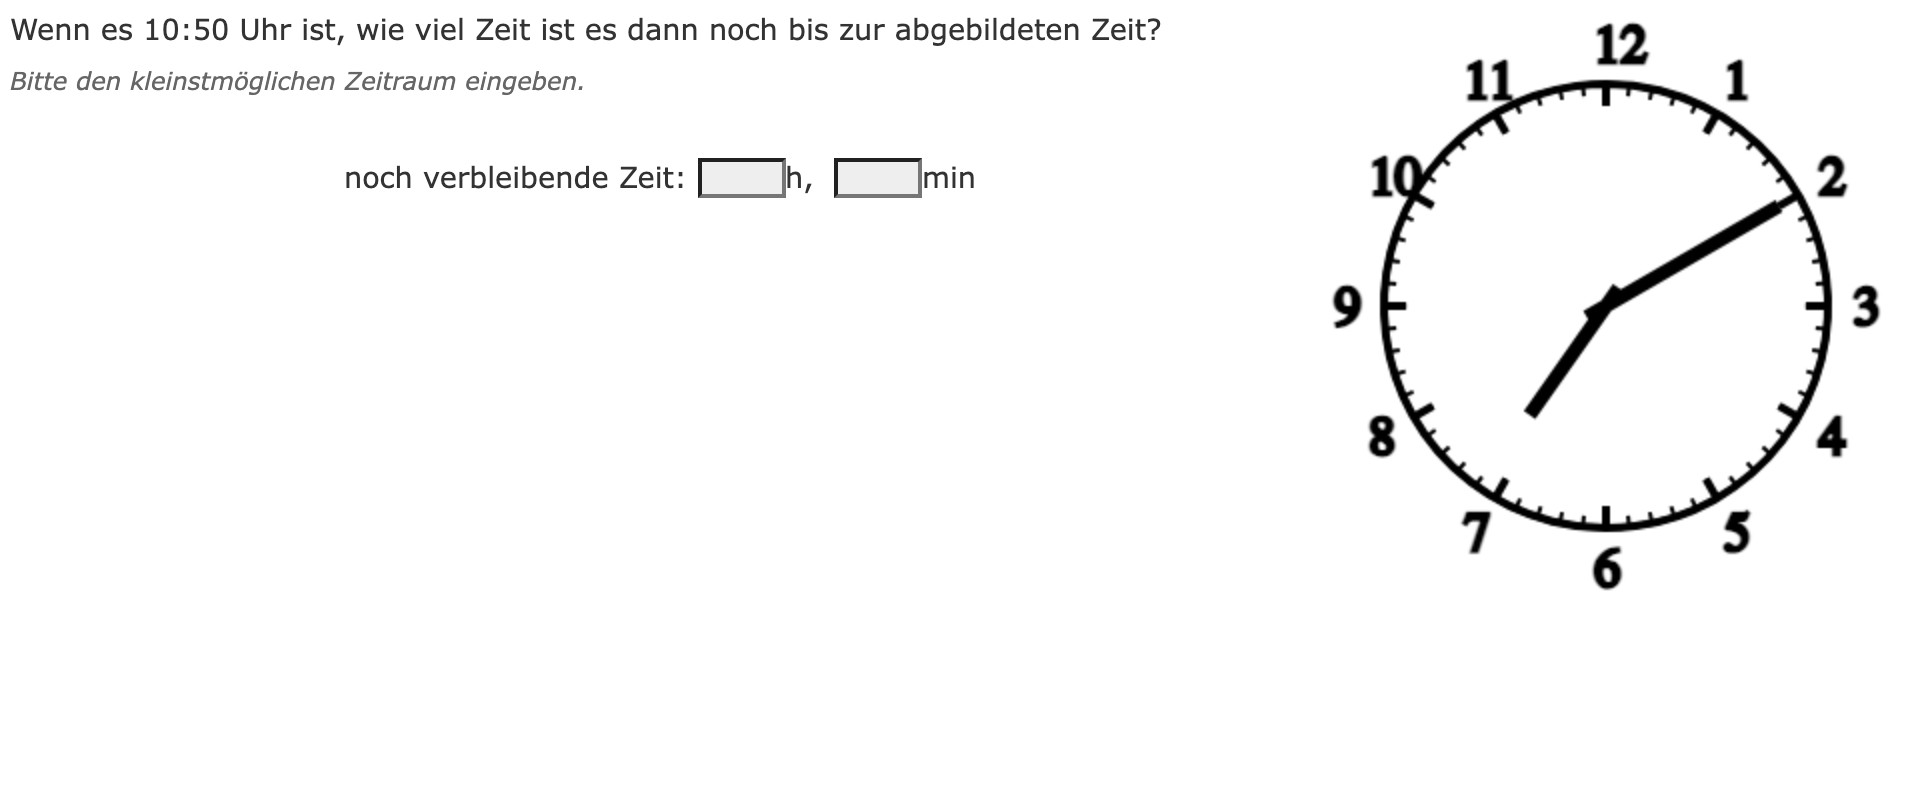 Wenn es 10:50 Uhr ist, wie viel Zeit ist es dann noch bis zur abgebildeten Zeit?
Bitte den kleinstmöglichen Zeitraum eingeben.
noch verbleibende Zeit: h, min
12
11 1
10 2
9 3
8 4
7 5
6